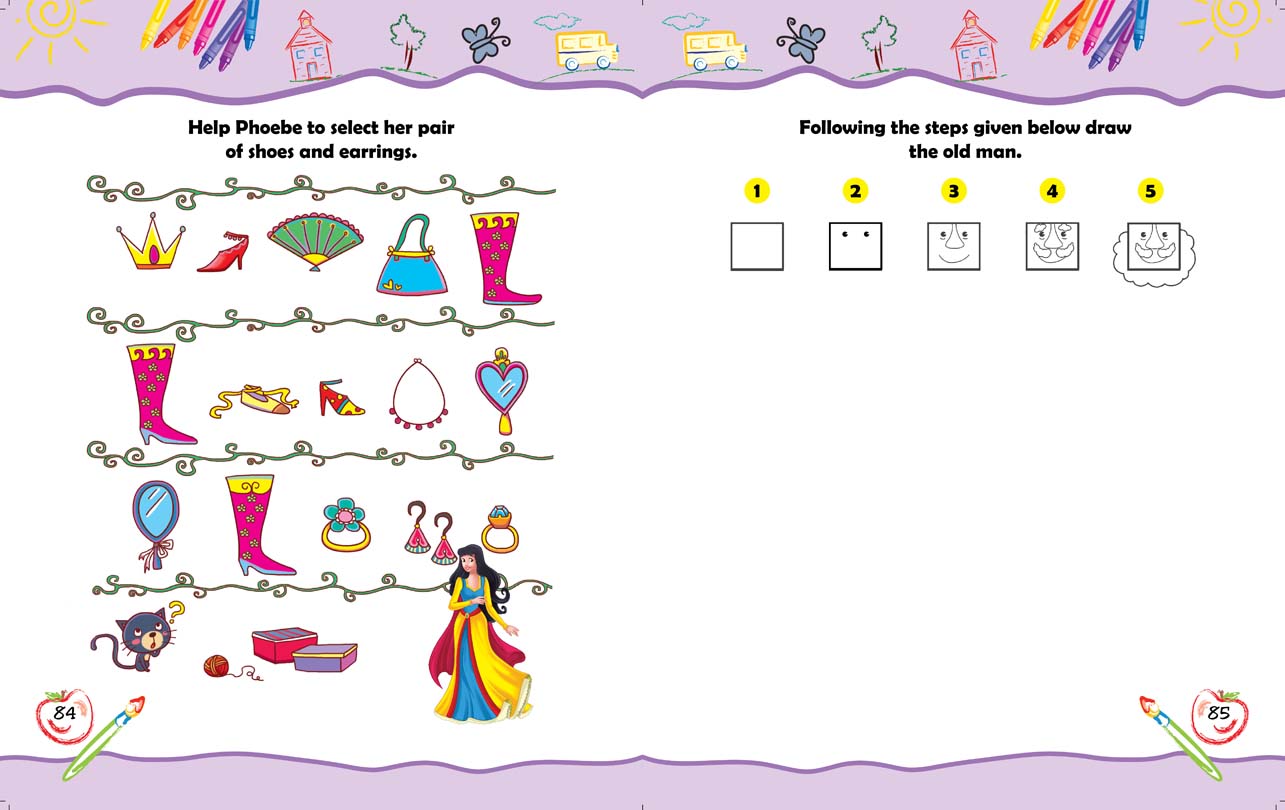 Help Phoebe to select her pair
of shoes and earrings.
?
84
Following the steps given below draw
the old man.
1 2 3 4 5
85